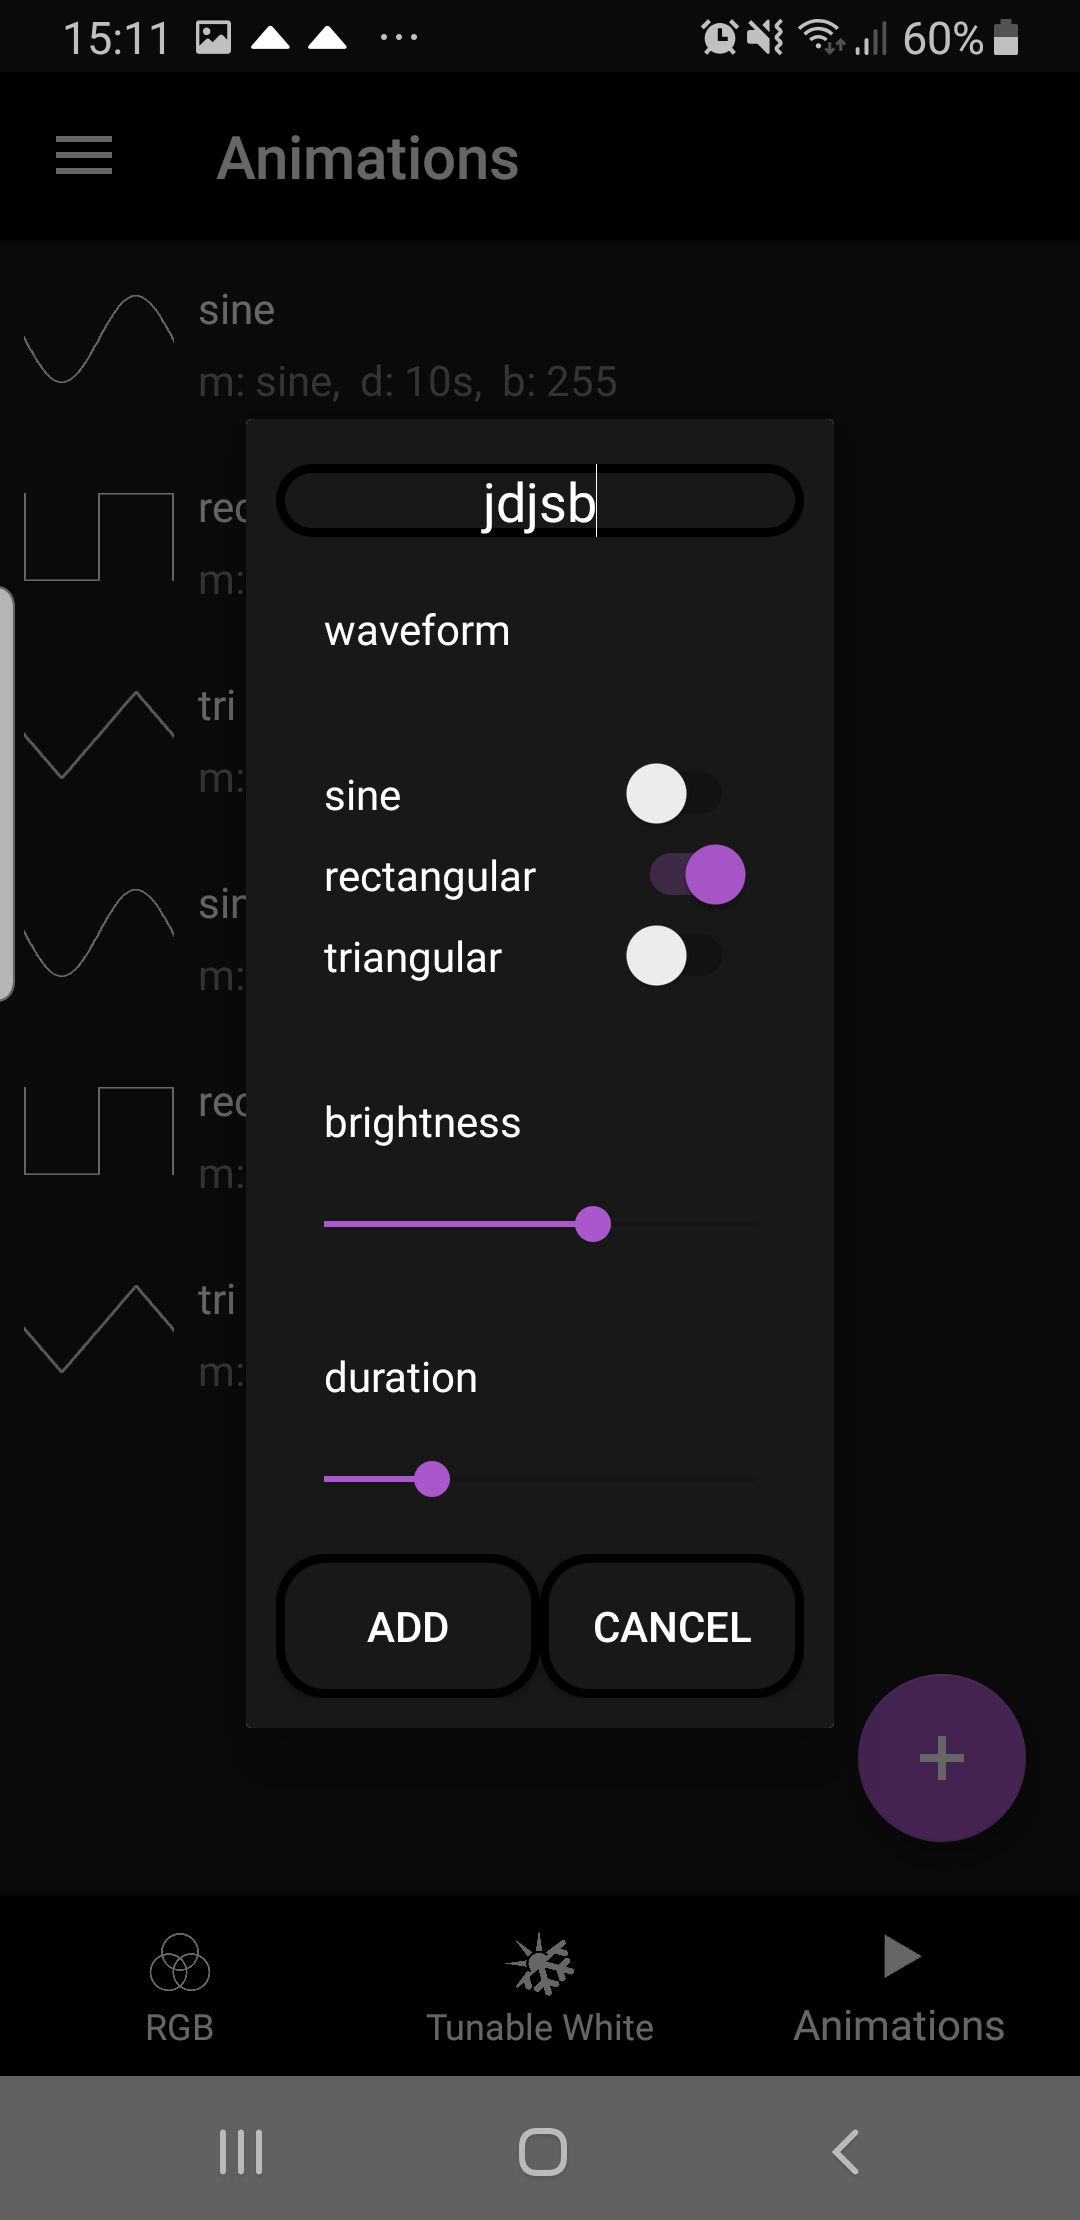 15:11 60%
Animations
sine
m: sine, d: 10s, b: 255
jdjsb
rec
m:
waveform
tri
m:
sine
rectangular
sin
triangular
m:
rec
brightness
m:
tri
duration
m:
ADD CANCEL
+
RGB Tunable White Animations